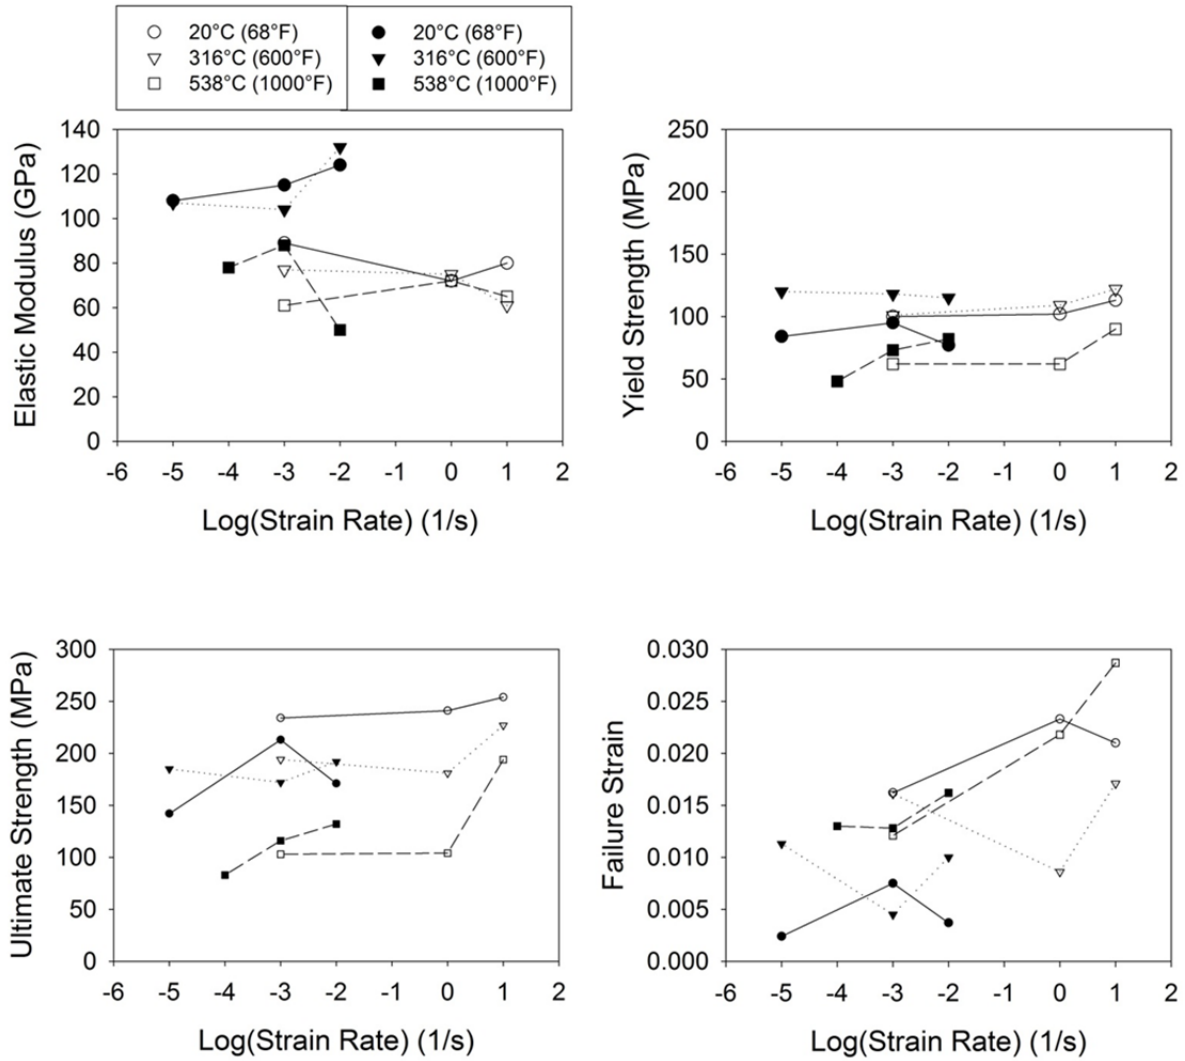 20°C (68°F)
316°C (600°F)
538°C (1000°F)
20°C (68°F)
316°C (600°F)
538°C (1000°F)
Elastic Modulus (GPa)
140
120
100
80
60
40
20
0
-6 -5 -4 -3 -2 -1 0 1 2
Log(Strain Rate) (1/s)
Yield Strength (MPa)
250
200
150
100
50
0
-6 -5 -4 -3 -2 -1 0 1 2
Log(Strain Rate) (1/s)
Ultimate Strength (MPa)
300
250
200
150
100
50
0
-6 -5 -4 -3 -2 -1 0 1 2
Log(Strain Rate) (1/s)
Failure Strain
0.030
0.025
0.020
0.015
0.010
0.005
0.000
-6 -5 -4 -3 -2 -1 0 1 2
Log(Strain Rate) (1/s)